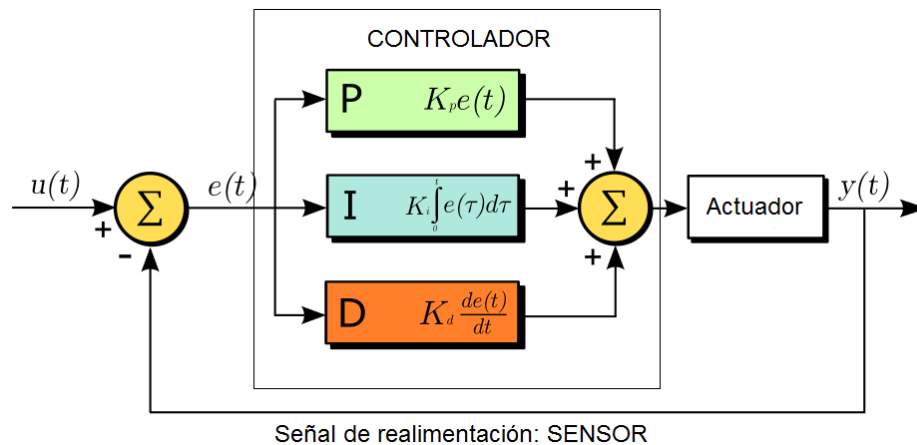 CONTROLADOR
P K_p e(t)
u(t)
Σ
e(t)
+
-
I K_i ∫_0^t e(τ)dτ
+
+
+
Σ
Actuador
y(t)
D K_d de(t)/dt
Señal de realimentación: SENSOR